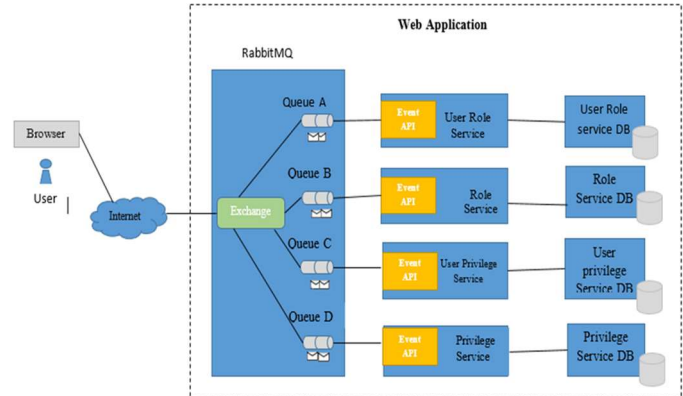 Web Application
RabbitMQ
Browser
User
Internet
Exchange
Queue A
Event
API
User Role
Service
User Role
service DB
Queue B
Event
API
Role
Service
Role
Service DB
Queue C
Event
API
User Privilege
Service
User
privilege
Service DB
Queue D
Event
API
Privilege
Service
Privilege
Service DB